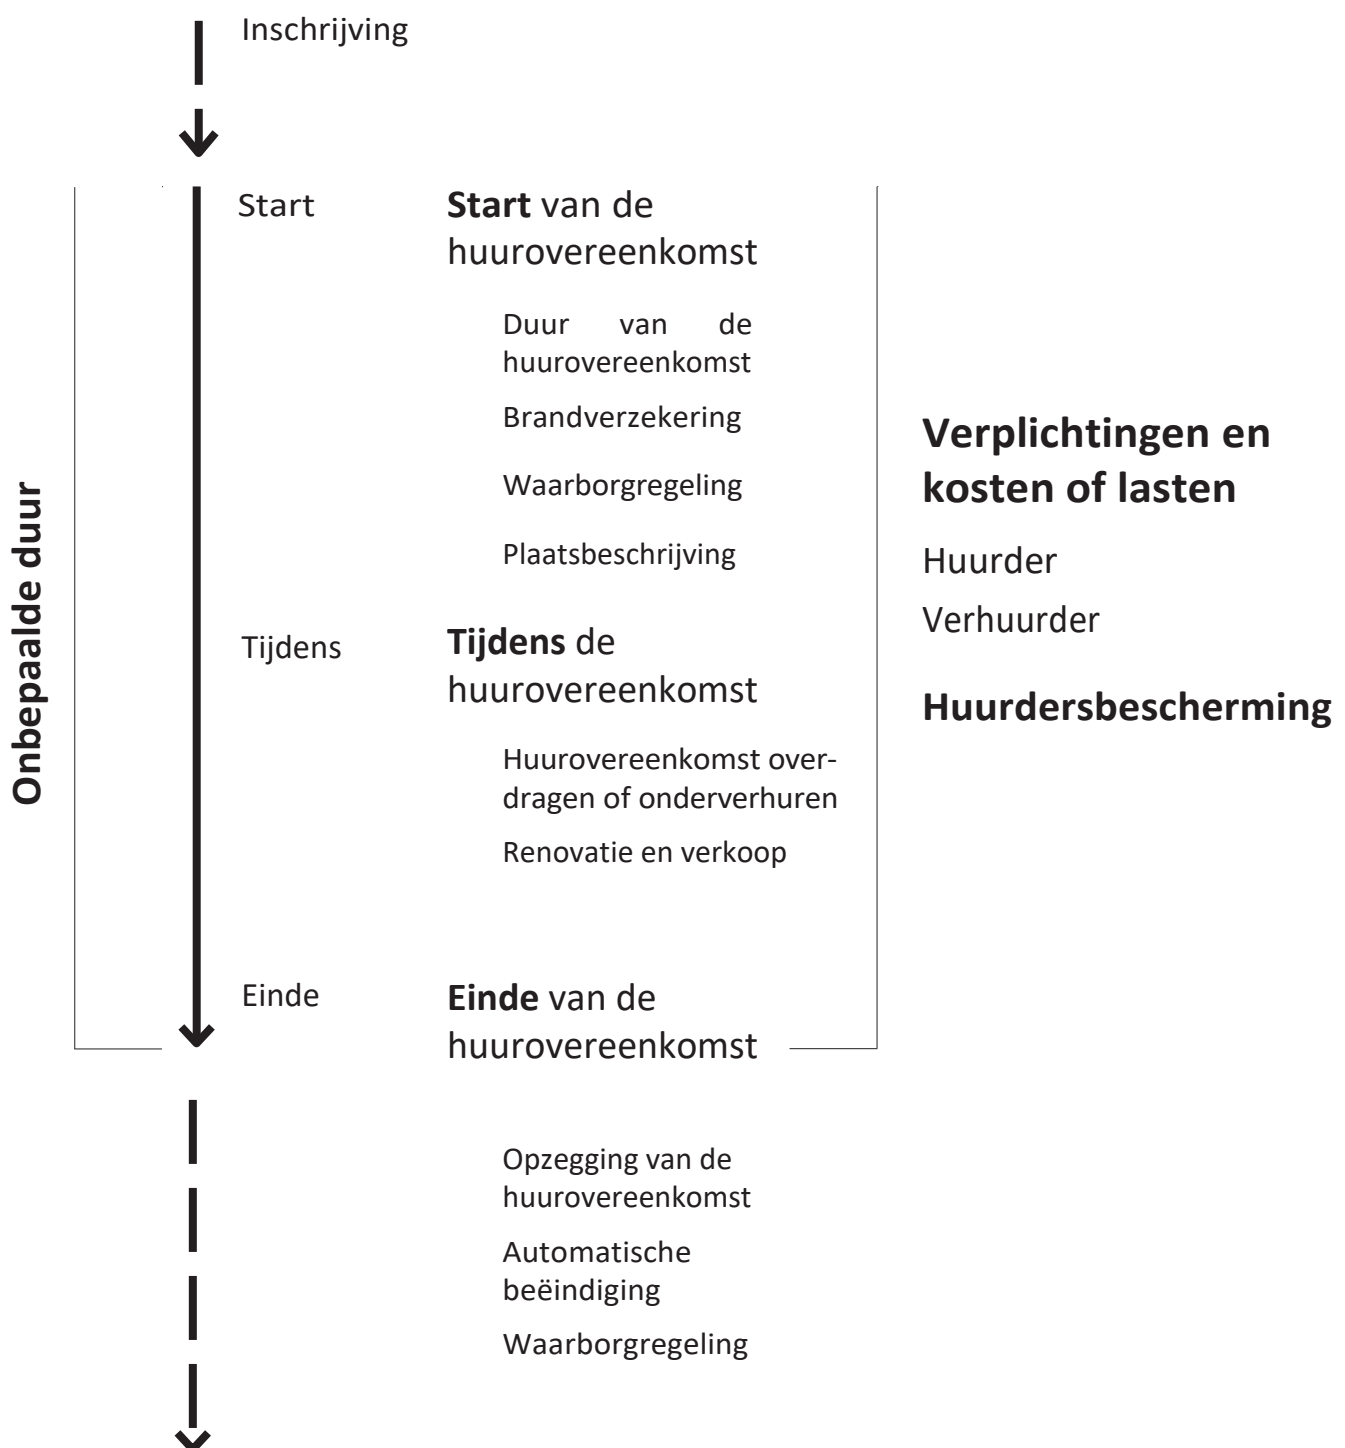 Inschrijving
Start
Start van de
huurovereenkomst
Duur van de
huurovereenkomst
Brandverzekering
Waarborgregeling
Plaatsbeschrijving
Tijdens
Tijdens de
huurovereenkomst
Huurovereenkomst over-
dragen of onderverhuren
Renovatie en verkoop
Einde
Einde van de
huurovereenkomst
Opzegging van de
huurovereenkomst
Automatische
beëindiging
Waarborgregeling
Onbepaalde duur
Verplichtingen en
kosten of lasten
Huurder
Verhuurder
Huurdersbescherming